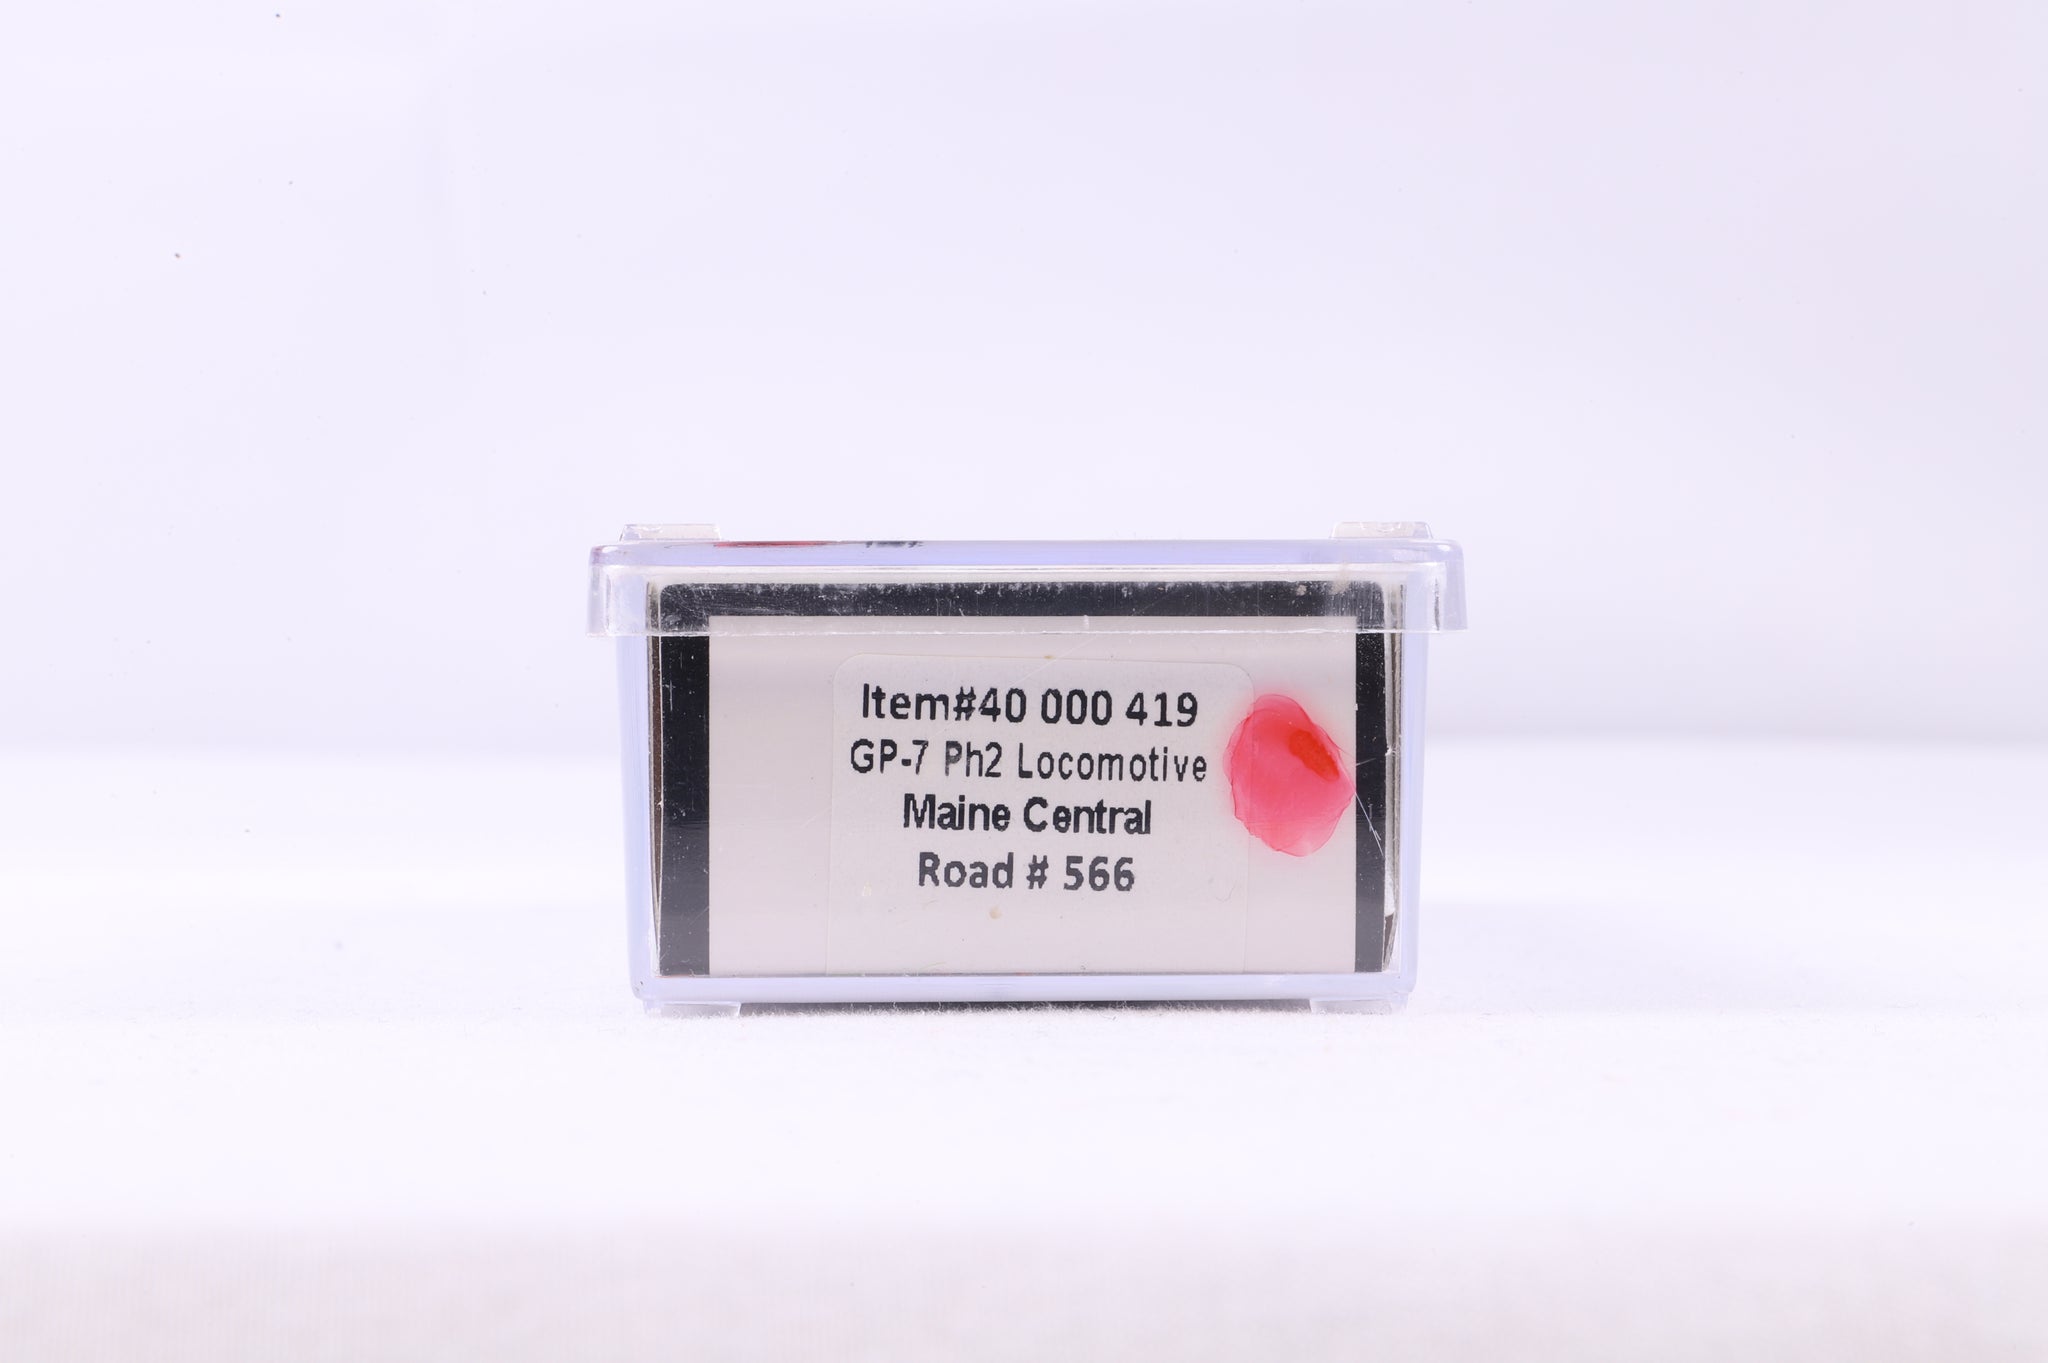 Item#40 000 419
GP-7 Ph2 Locomotive
Maine Central
Road # 566